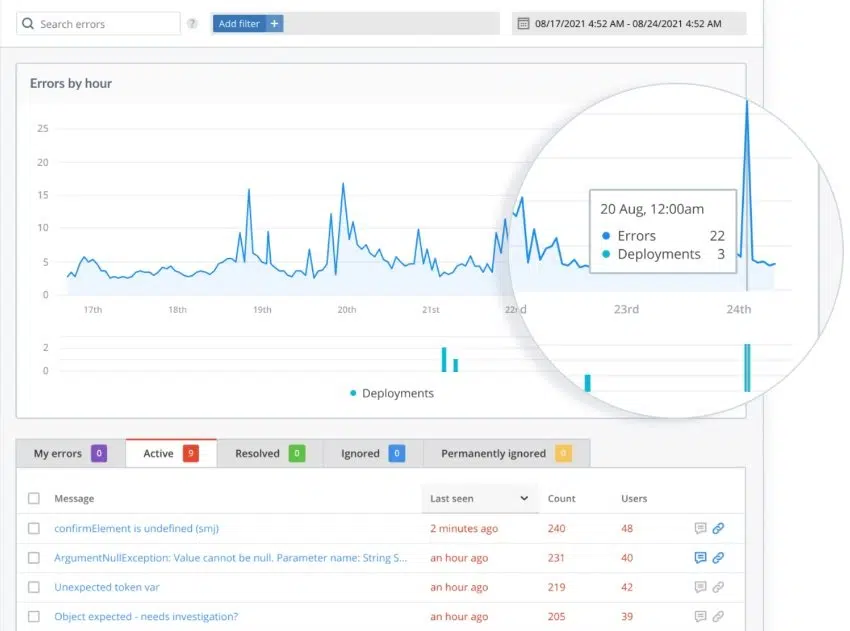 Search errors ? Add filter + 08/17/2021 4:52 AM - 08/24/2021 4:52 AM
Errors by hour
25
20
15
10
5
0
17th 18th 19th 20th 21st 22nd 23rd 24th
20 Aug, 12:00am
Errors 22
Deployments 3
2
0
Deployments
My errors 0 Active 9 Resolved 0 Ignored 0 Permanently ignored 0
Message Last seen Count Users
confirmElement is undefined (smj) 2 minutes ago 240 48
ArgumentNullException: Value cannot be null. Parameter name: String S... an hour ago 231 40
Unexpected token var an hour ago 219 42
Object expected - needs investigation? an hour ago 205 39